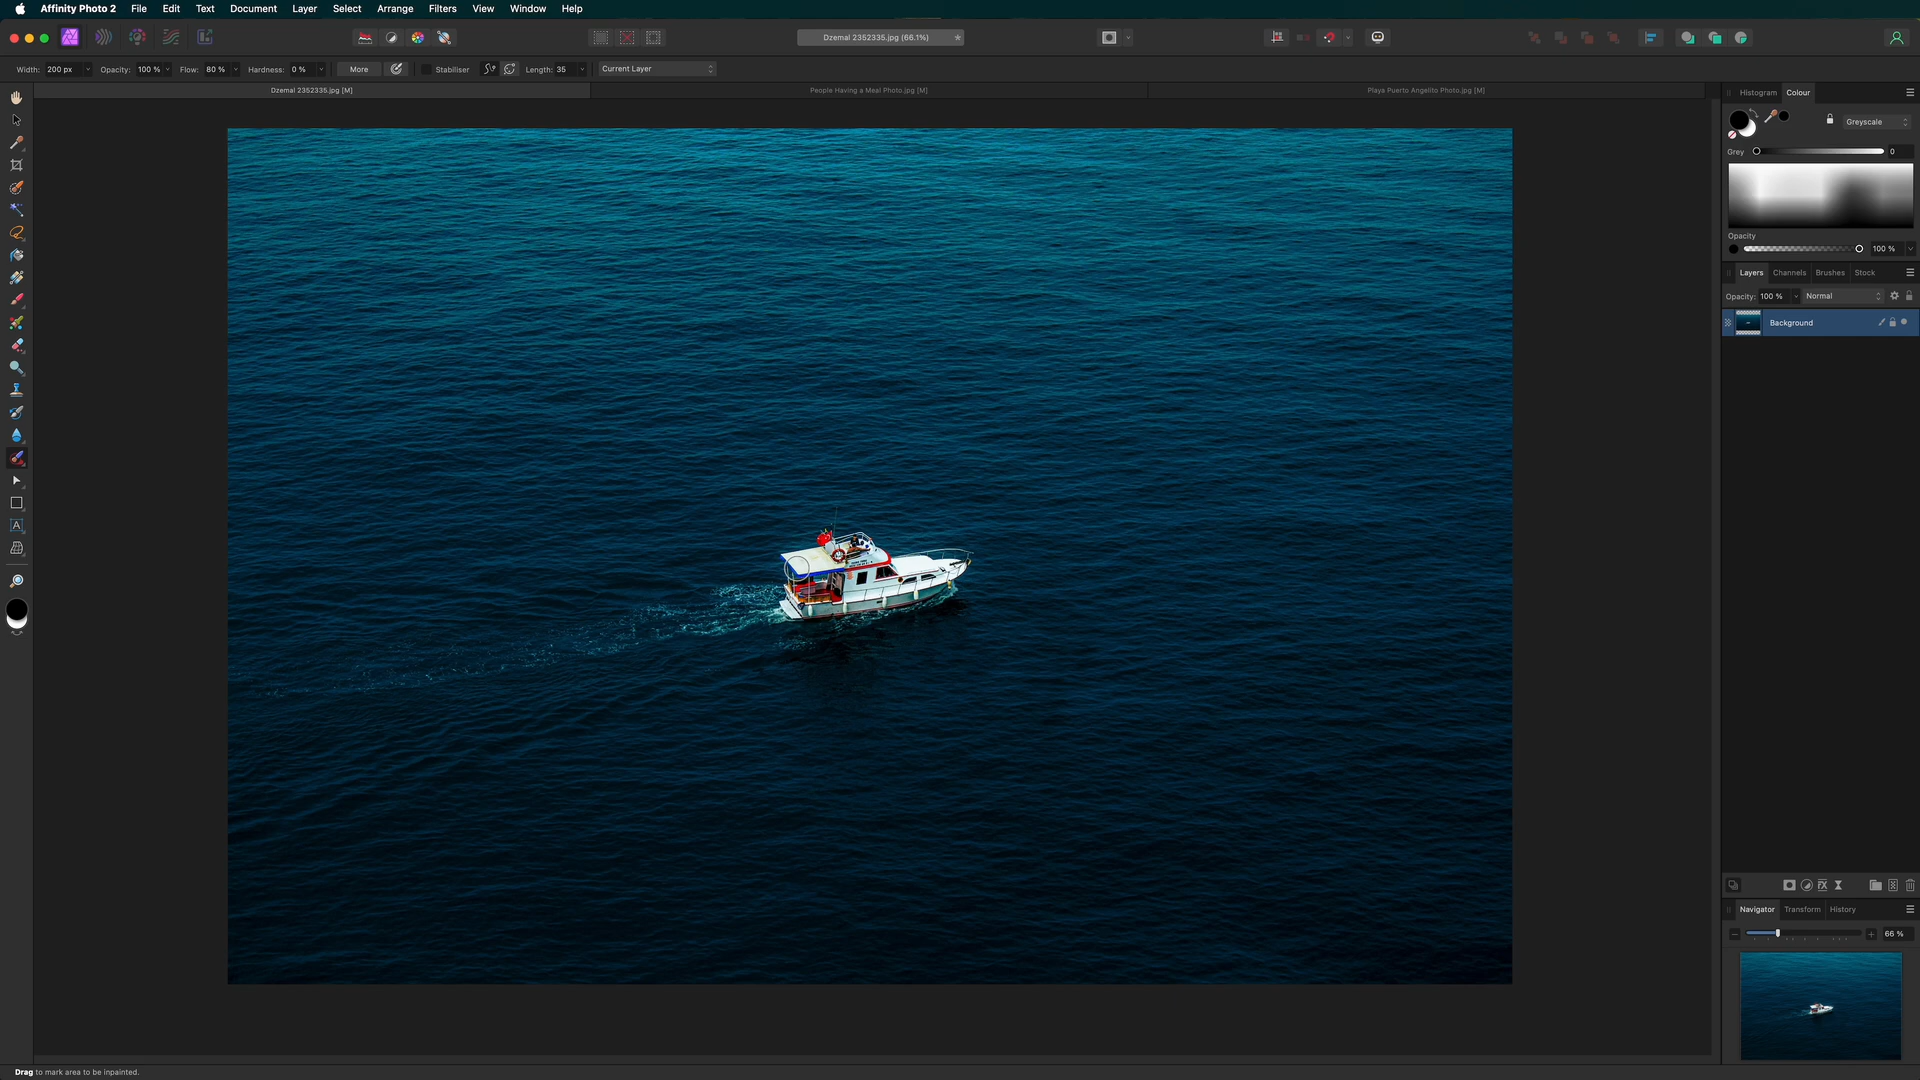 Affinity Photo 2 File Edit Text Document Layer Select Arrange Filters View Window Help
Dzemal 2352335.jpg (66.1%)
Width: 200 px Opacity: 100 % Flow: 80 % Hardness: 0 % More Stabiliser Length: 35 Current Layer
Dzemal 2352335.jpg [M] People Having a Meal Photo.jpg [M] Playa Puerto Angelito Photo.jpg [M]
Histogram Colour
Greyscale
Grey 0
Opacity
100 %
Layers Channels Brushes Stock
Opacity: 100 % Normal
Background
Navigator Transform History
66 %
Drag to mark area to be inpainted.